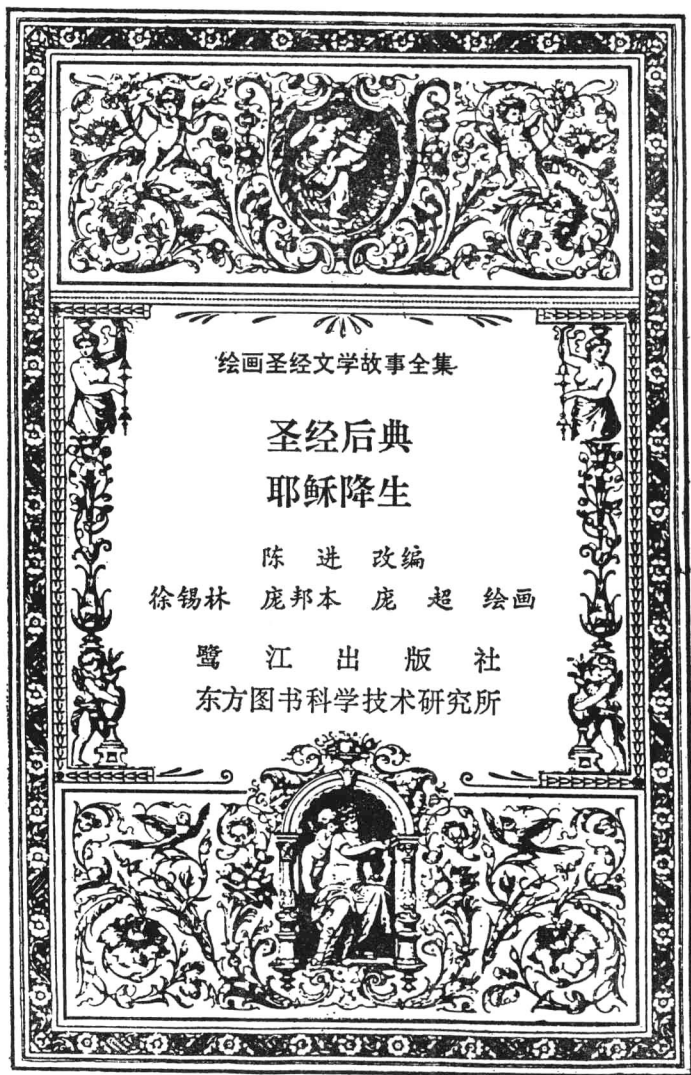 绘画圣经文学故事全集
圣经后典
耶稣降生
陈 进 改编
徐锡林 庞邦本 庞 超 绘画
鹭江出版社
东方图书科学技术研究所